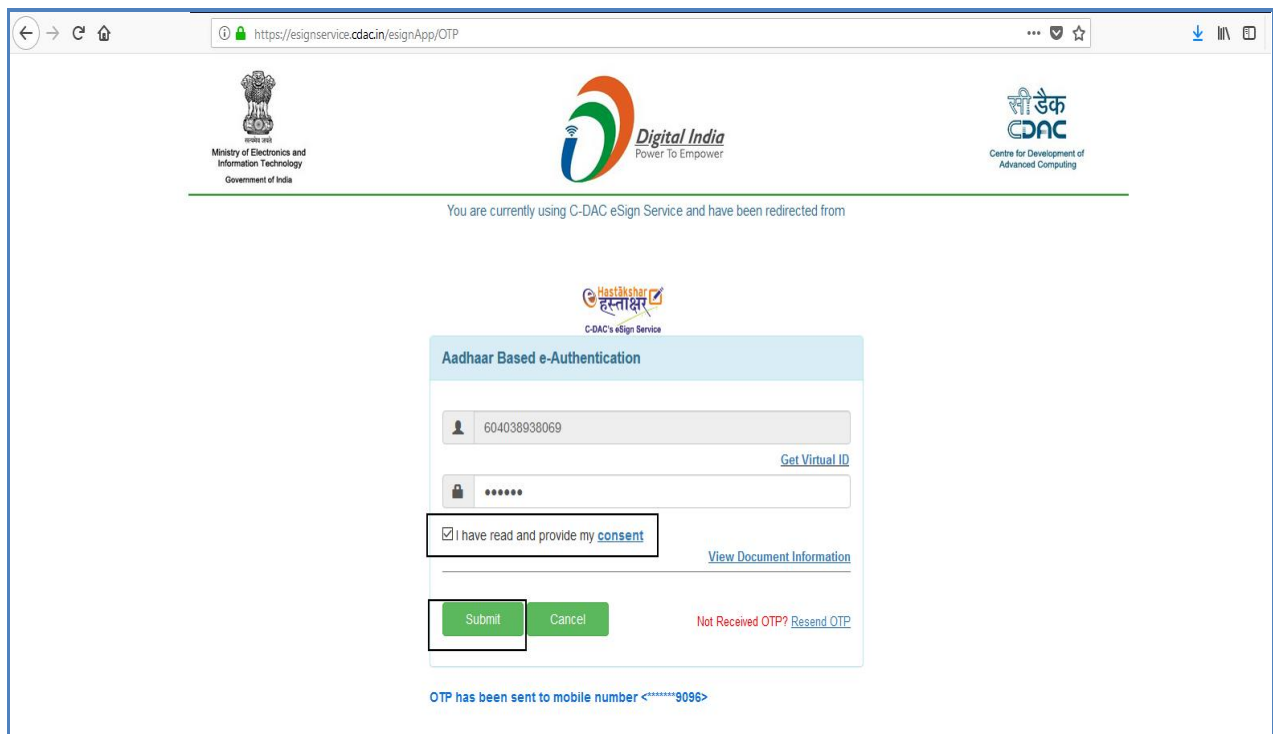 https://esignservice.cdac.in/esignApp/OTP
सत्यमेव जयते
Ministry of Electronics and
Information Technology
Government of India
Digital India
Power To Empower
सी डैक
CDAC
Centre for Development of
Advanced Computing
You are currently using C-DAC eSign Service and have been redirected from
e Hastākshar
हस्ताक्षर
C-DAC's eSign Service
Aadhaar Based e-Authentication
604038938069
Get Virtual ID
••••••
I have read and provide my consent
View Document Information
Submit Cancel Not Received OTP? Resend OTP
OTP has been sent to mobile number <*******9096>